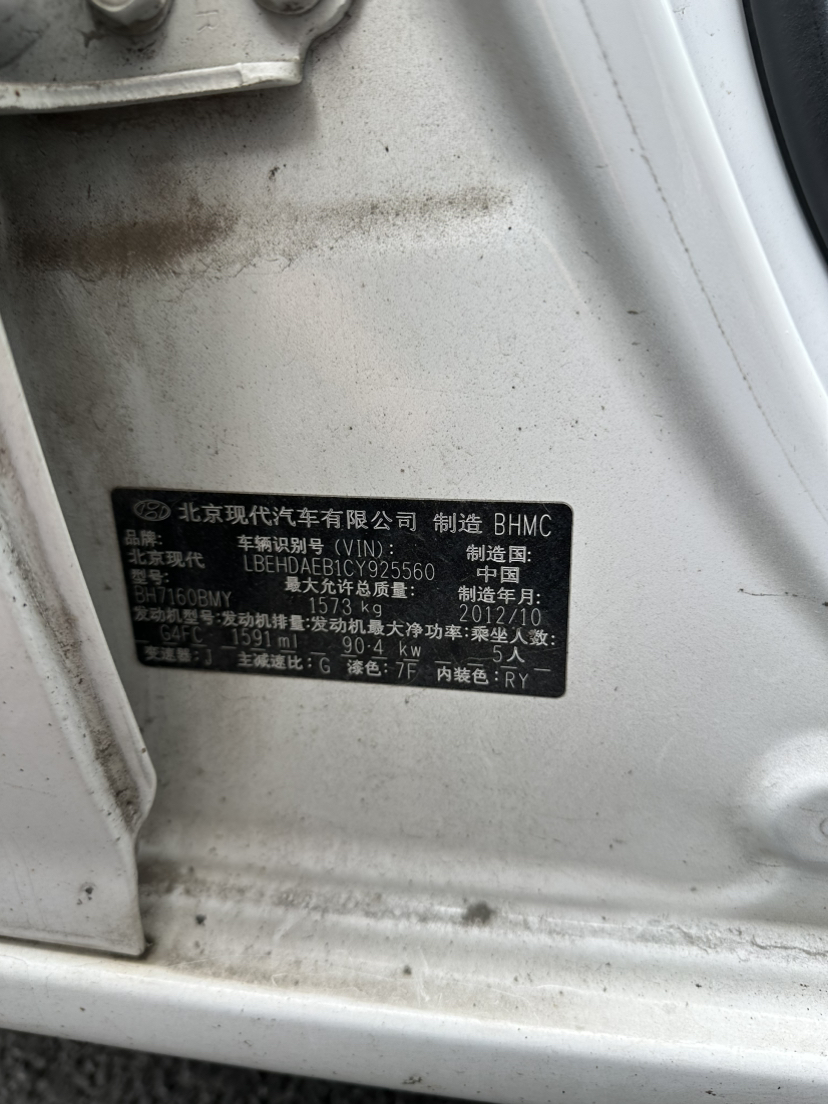 北京现代汽车有限公司 制造 BHMC
品牌: 车辆识别号 (VIN): 制造国:
北京现代 LBEHDAEB1CY925560 中国
型号: 最大允许总质量: 制造年月:
BH7160BMY 1573 kg 2012/10
发动机型号:发动机排量:发动机最大净功率:乘坐人数:
G4FC 1591 ml 90.4 kw 5人
变速器:J 主减速比:G 漆色:7F 内装色:RY